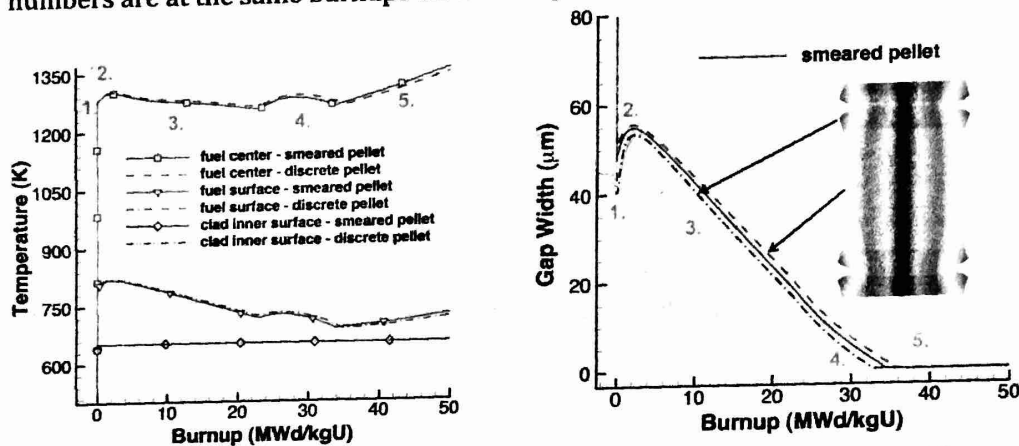 numbers are at the same burnups
1350
1200
1050
900
750
600
0
10
20
30
40
50
Temperature (K)
Burnup (MWd/kgU)
1.
2.
3.
4.
5.
fuel center - smeared pellet
fuel center - discrete pellet
fuel surface - smeared pellet
fuel surface - discrete pellet
clad inner surface - smeared pellet
clad inner surface - discrete pellet
80
60
40
20
0
0
10
20
30
40
50
Gap Width (μm)
Burnup (MWd/kgU)
smeared pellet
1.
2.
3.
4.
5.